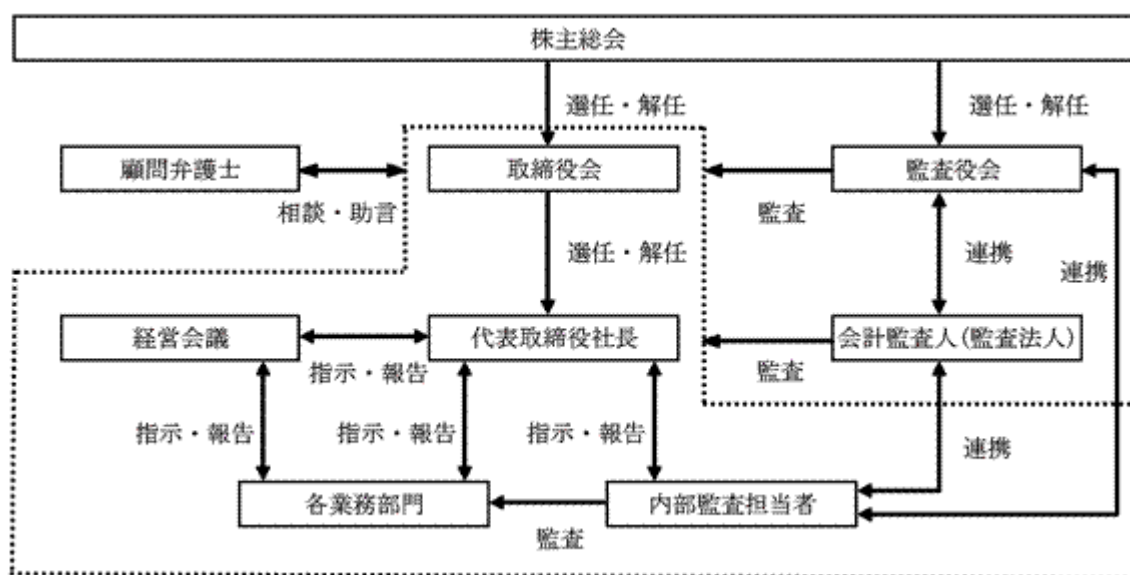 株主総会
選任・解任
選任・解任
顧問弁護士
取締役会
監査役会
相談・助言
監査
選任・解任
連携
連携
経営会議
代表取締役社長
会計監査人(監査法人)
指示・報告
監査
指示・報告
指示・報告
指示・報告
連携
各業務部門
内部監査担当者
監査